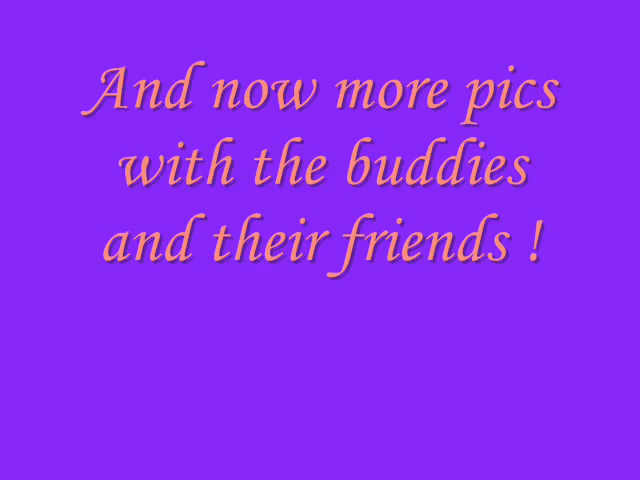 And now more pics
with the buddies
and their friends !